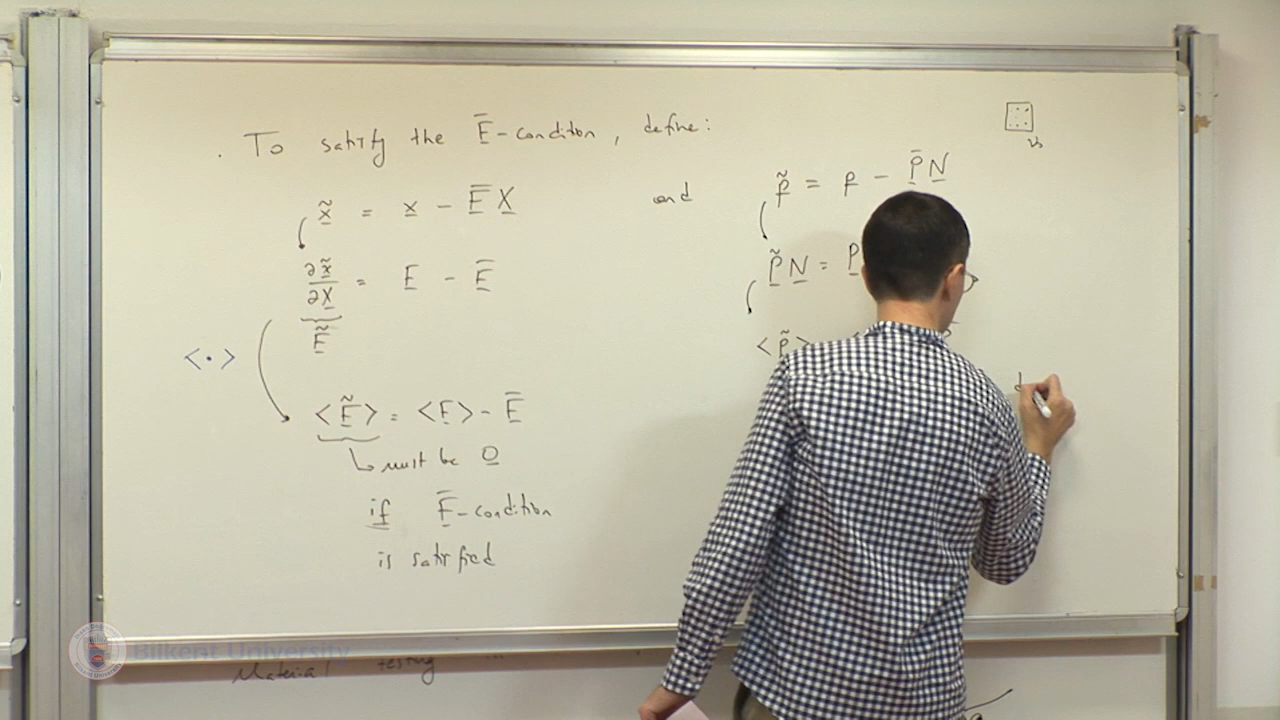 . To satisfy the F̄-condition, define:
x̃ = x - F̄ X
and
p̃ = p - P̄ N
∂x̃/∂X = F - F̄
F̃
P̃ N = P
< • >
< P̃ >
< F̃ > = < F > - F̄
↳ must be 0
if F̄-condition
is satisfied
Bilkent University
Material testing ...